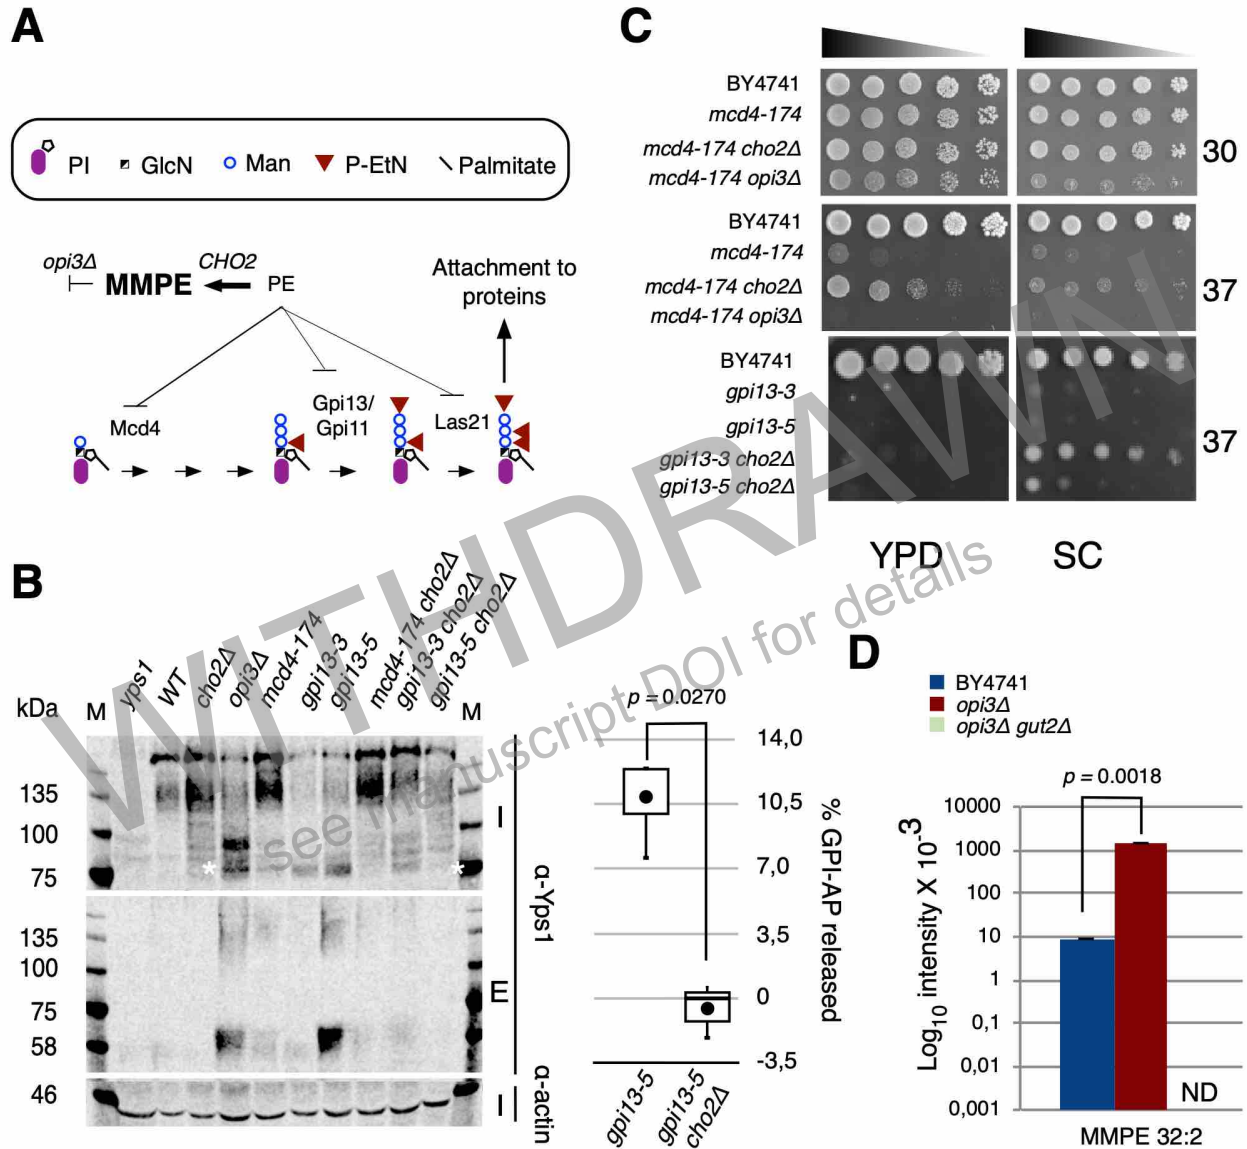 A
PI
GlcN
Man
P-EtN
Palmitate
opi3Δ
MMPE
CHO2
PE
Attachment to
proteins
Mcd4
Gpi13/
Gpi11
Las21
B
kDa
M
yps1
WT
cho2Δ
opi3Δ
mcd4-174
gpi13-3
gpi13-5
mcd4-174 cho2Δ
gpi13-3 cho2Δ
gpi13-5 cho2Δ
M
135
100
75
135
100
75
58
46
*
*
I
E
I
α-Yps1
α-actin
p = 0.0270
14,0
10,5
7,0
3,5
0
-3,5
% GPI-AP released
gpi13-5
gpi13-5
cho2Δ
C
BY4741
mcd4-174
mcd4-174 cho2Δ
mcd4-174 opi3Δ
30
BY4741
mcd4-174
mcd4-174 cho2Δ
mcd4-174 opi3Δ
37
BY4741
gpi13-3
gpi13-5
gpi13-3 cho2Δ
gpi13-5 cho2Δ
37
YPD
SC
D
BY4741
opi3Δ
opi3Δ gut2Δ
p = 0.0018
Log10 intensity X 10-3
10000
1000
100
10
1
0,1
0,01
0,001
ND
MMPE 32:2
WITHDRAWN
see manuscript DOI for details